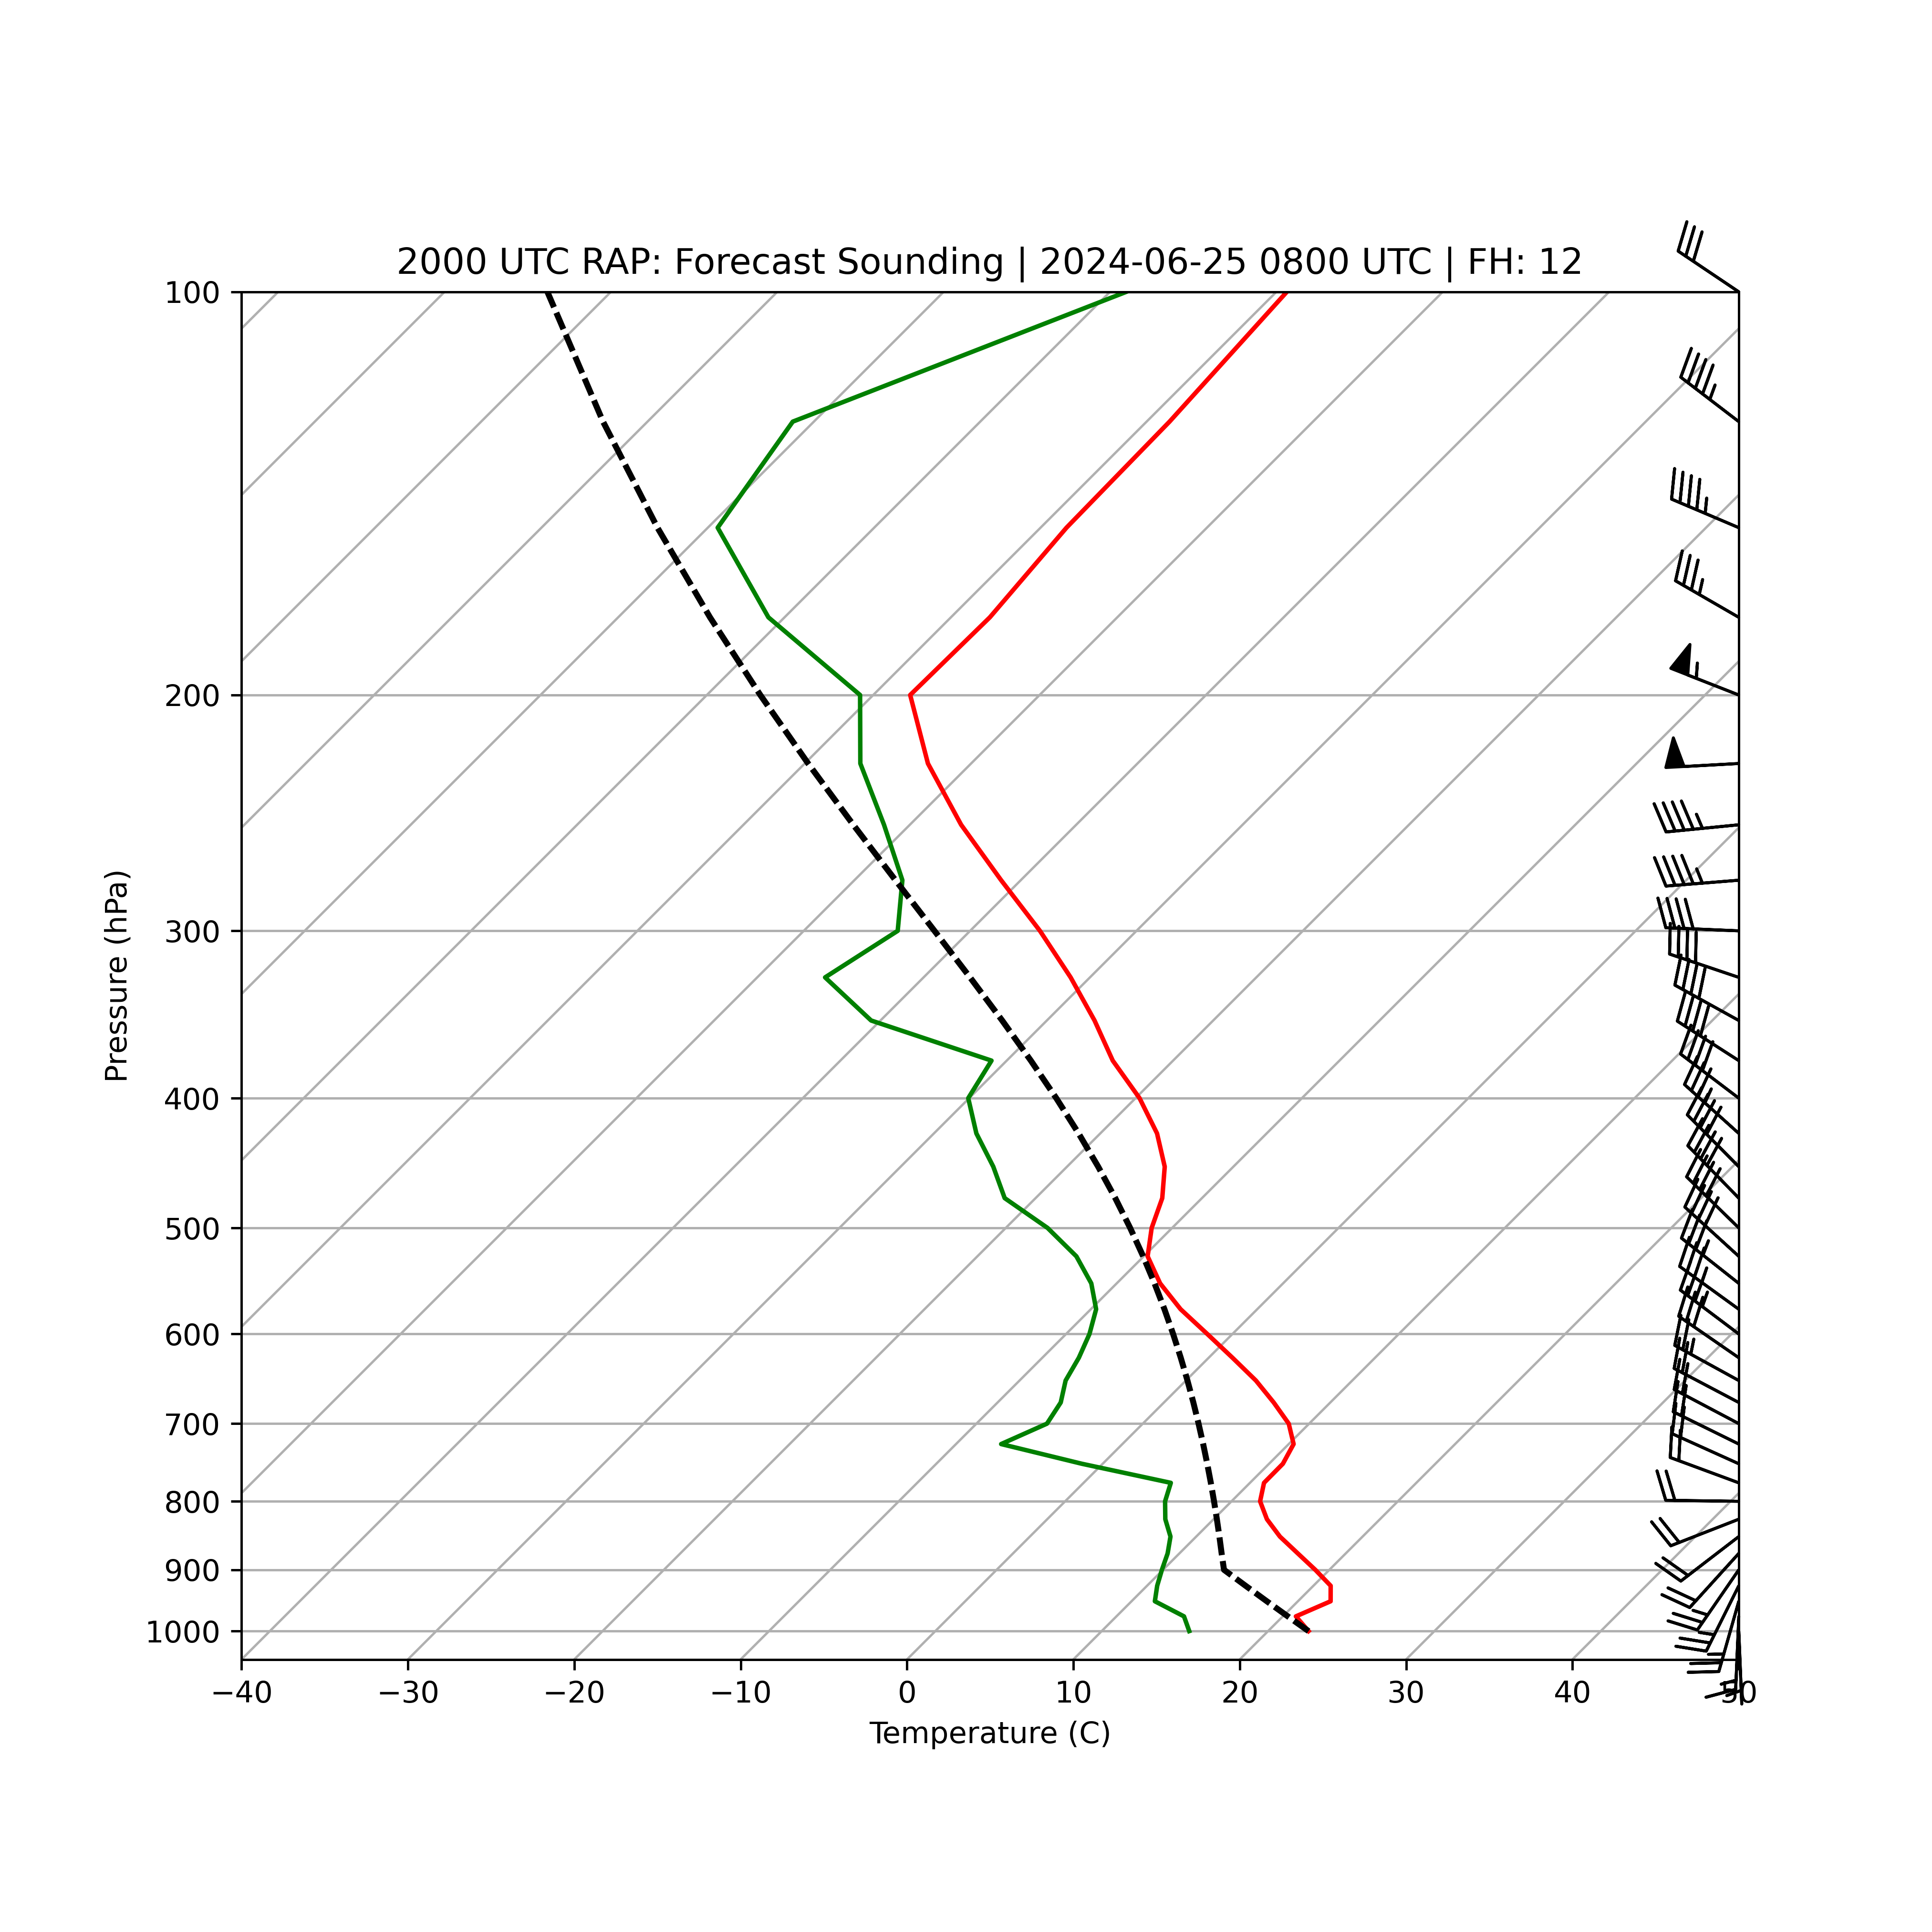 2000 UTC RAP: Forecast Sounding | 2024-06-25 0800 UTC | FH: 12
100
200
300
400
500
600
700
800
900
1000
Pressure (hPa)
−40 −30 −20 −10 0 10 20 30 40 50
Temperature (C)